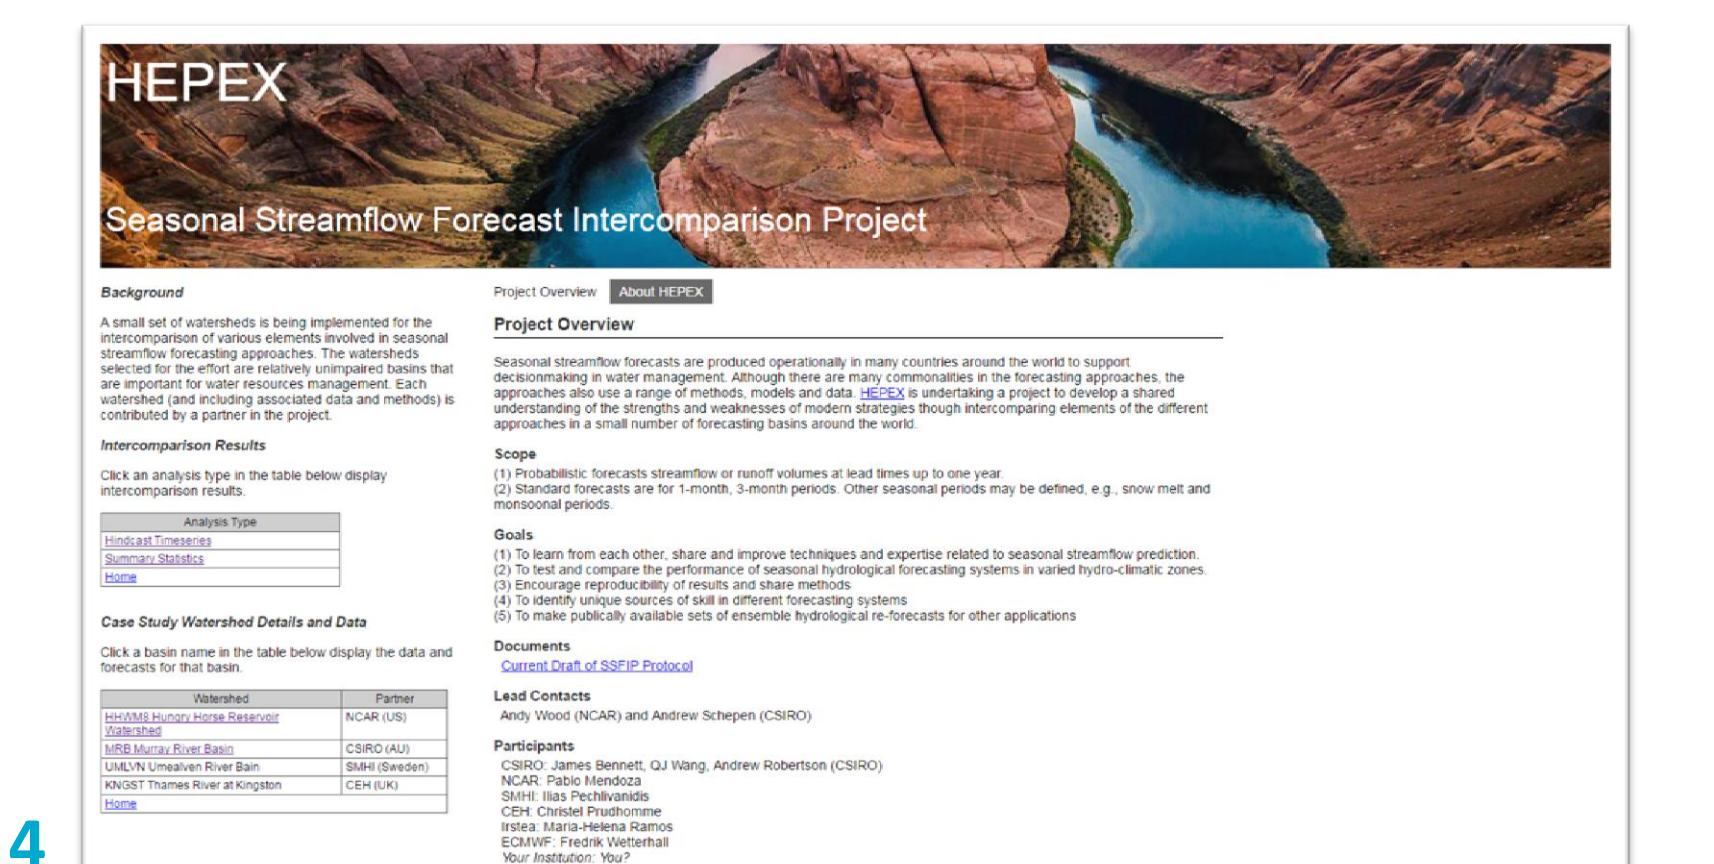 HEPEX
Seasonal Streamflow Forecast Intercomparison Project
Background
A small set of watersheds is being implemented for the
intercomparison of various elements involved in seasonal
streamflow forecasting approaches. The watersheds
selected for the effort are relatively unimpaired basins that
are important for water resources management. Each
watershed (and including associated data and methods) is
contributed by a partner in the project.
Intercomparison Results
Click an analysis type in the table below display
intercomparison results.
Analysis Type
Hindcast Timeseries
Summary Statistics
Home
Case Study Watershed Details and Data
Click a basin name in the table below display the data and
forecasts for that basin.
Watershed Partner
HHWM8 Hungry Horse Reservoir NCAR (US)
Watershed
MRB Murray River Basin CSIRO (AU)
UMLVN Umealven River Bain SMHI (Sweden)
KNGST Thames River at Kingston CEH (UK)
Home
Project Overview About HEPEX
Project Overview
Seasonal streamflow forecasts are produced operationally in many countries around the world to support
decisionmaking in water management. Although there are many commonalities in the forecasting approaches, the
approaches also use a range of methods, models and data. HEPEX is undertaking a project to develop a shared
understanding of the strengths and weaknesses of modern strategies though intercomparing elements of the different
approaches in a small number of forecasting basins around the world.
Scope
(1) Probabilistic forecasts streamflow or runoff volumes at lead times up to one year.
(2) Standard forecasts are for 1-month, 3-month periods. Other seasonal periods may be defined, e.g., snow melt and
monsoonal periods.
Goals
(1) To learn from each other, share and improve techniques and expertise related to seasonal streamflow prediction.
(2) To test and compare the performance of seasonal hydrological forecasting systems in varied hydro-climatic zones.
(3) Encourage reproducibility of results and share methods
(4) To identify unique sources of skill in different forecasting systems
(5) To make publically available sets of ensemble hydrological re-forecasts for other applications
Documents
Current Draft of SSFIP Protocol
Lead Contacts
Andy Wood (NCAR) and Andrew Schepen (CSIRO)
Participants
CSIRO: James Bennett, QJ Wang, Andrew Robertson (CSIRO)
NCAR: Pablo Mendoza
SMHI: Ilias Pechlivanidis
CEH: Christel Prudhomme
Irstea: Maria-Helena Ramos
ECMWF: Fredrik Wetterhall
Your Institution: You?
4